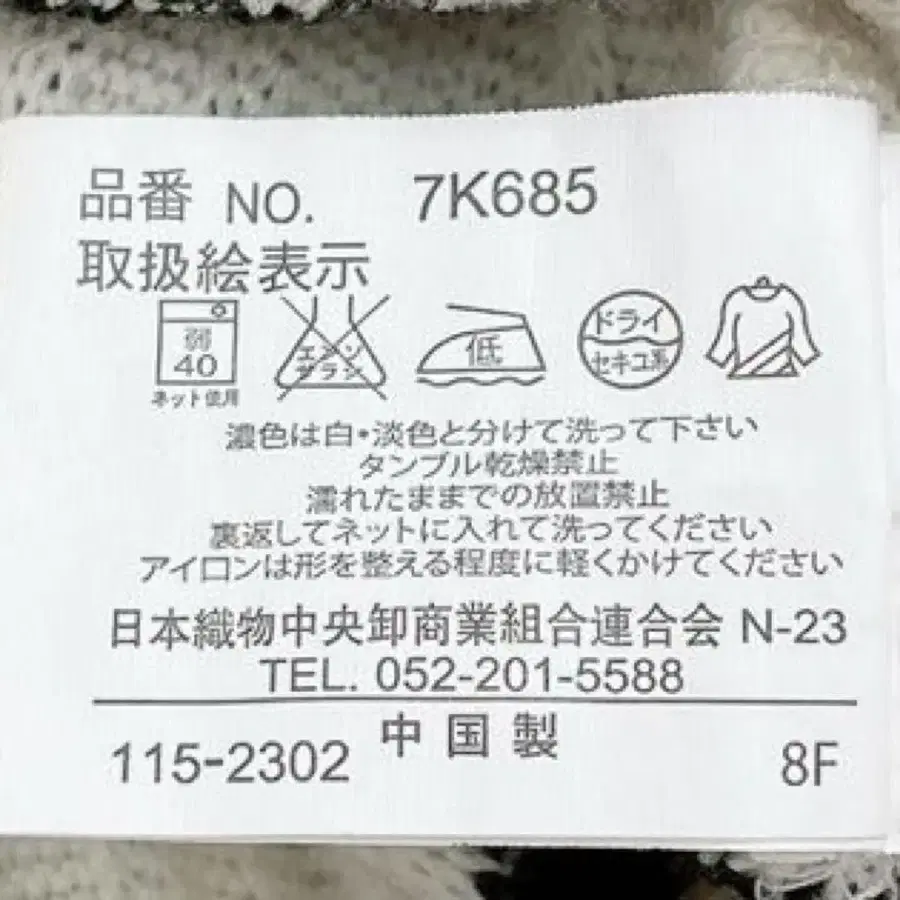 品番 NO. 7K685
取扱絵表示
弱
40
ネット使用
エンソ
サラシ
低
ドライ
セキユ系
濃色は白・淡色と分けて洗って下さい
タンブル乾燥禁止
濡れたままでの放置禁止
裏返してネットに入れて洗ってください
アイロンは形を整える程度に軽くかけてください
日本織物中央卸商業組合連合会 N-23
TEL. 052-201-5588
中国製
115-2302 8F